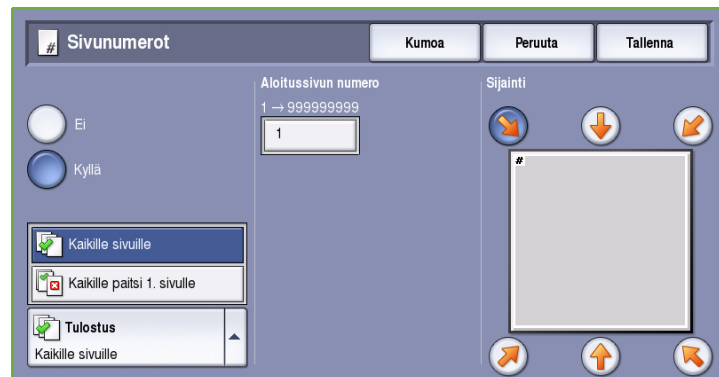 # Sivunumerot
Kumoa
Peruuta
Tallenna
Ei
Kyllä
Aloitussivun numero
1 → 999999999
1
Sijainti
#
Kaikille sivuille
Kaikille paitsi 1. sivulle
Tulostus
Kaikille sivuille